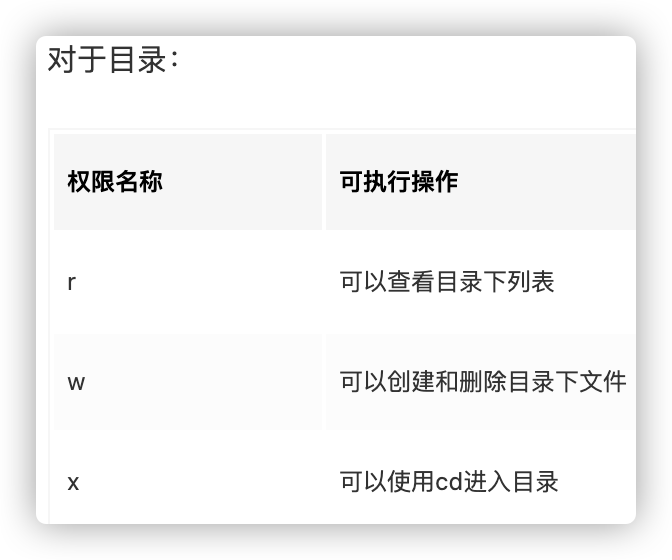 对于目录：
权限名称 可执行操作
r 可以查看目录下列表
w 可以创建和删除目录下文件
x 可以使用cd进入目录